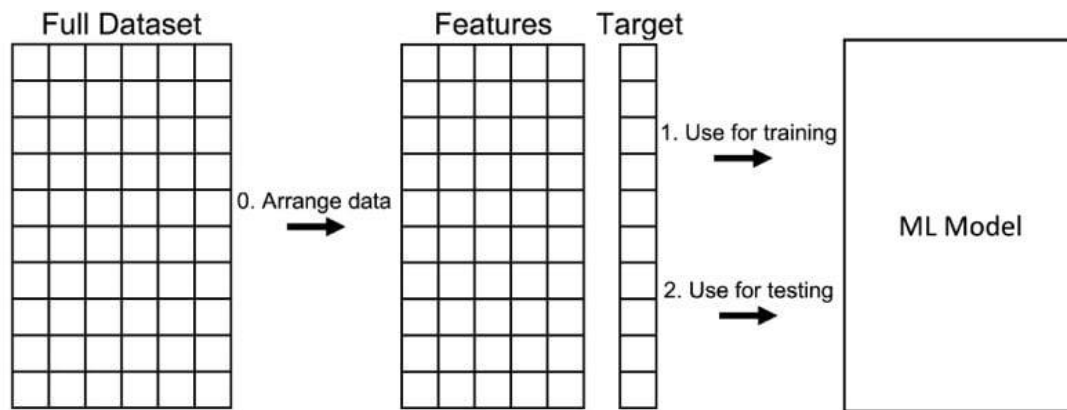 Full Dataset
Features
Target
0. Arrange data
1. Use for training
2. Use for testing
ML Model